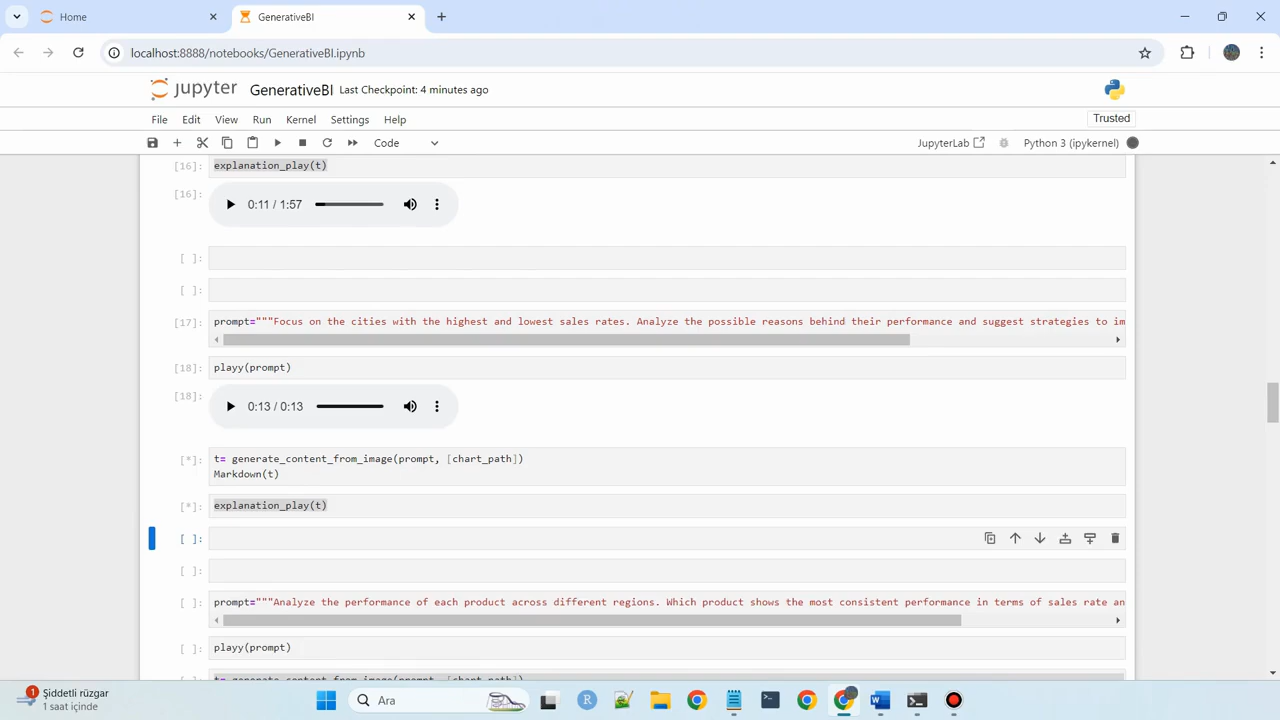 Home
GenerativeBI
localhost:8888/notebooks/GenerativeBI.ipynb
jupyter GenerativeBI Last Checkpoint: 4 minutes ago
File Edit View Run Kernel Settings Help
Trusted
Code
JupyterLab Python 3 (ipykernel)
[16]: explanation_play(t)
[16]: 0:11 / 1:57
[ ]:
[ ]:
[17]: prompt="""Focus on the cities with the highest and lowest sales rates. Analyze the possible reasons behind their performance and suggest strategies to im
[18]: playy(prompt)
[18]: 0:13 / 0:13
[*]: t= generate_content_from_image(prompt, [chart_path])
Markdown(t)
[*]: explanation_play(t)
[ ]:
[ ]:
[ ]: prompt="""Analyze the performance of each product across different regions. Which product shows the most consistent performance in terms of sales rate an
[ ]: playy(prompt)
[ ]: t= generate_content_from_image(prompt, [chart_path])
1
Şiddetli rüzgar
1 saat içinde
Ara